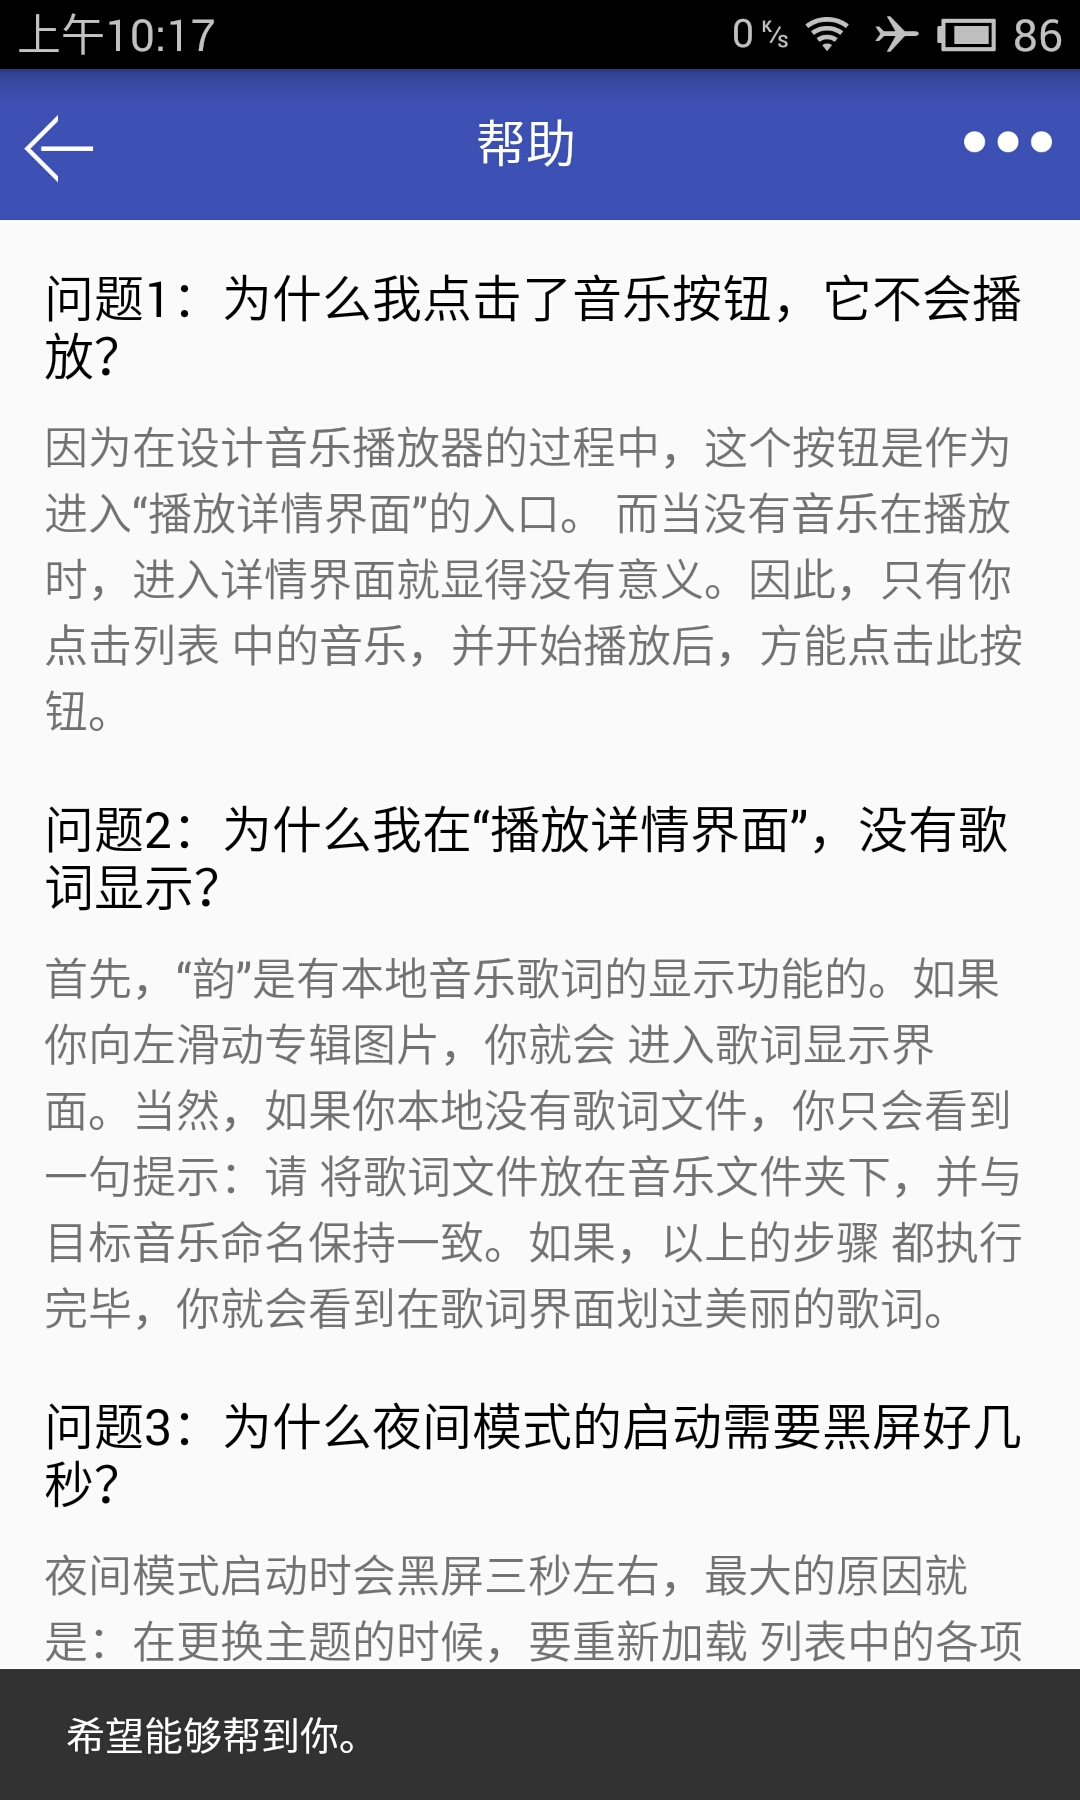 上午10:17
0 K/S
86
帮助
问题1：为什么我点击了音乐按钮，它不会播
放？
因为在设计音乐播放器的过程中，这个按钮是作为
进入“播放详情界面”的入口。 而当没有音乐在播放
时，进入详情界面就显得没有意义。因此，只有你
点击列表 中的音乐，并开始播放后，方能点击此按
钮。
问题2：为什么我在“播放详情界面”，没有歌
词显示？
首先，“韵”是有本地音乐歌词的显示功能的。如果
你向左滑动专辑图片，你就会 进入歌词显示界
面。当然，如果你本地没有歌词文件，你只会看到
一句提示：请 将歌词文件放在音乐文件夹下，并与
目标音乐命名保持一致。如果，以上的步骤 都执行
完毕，你就会看到在歌词界面划过美丽的歌词。
问题3：为什么夜间模式的启动需要黑屏好几
秒？
夜间模式启动时会黑屏三秒左右，最大的原因就
是：在更换主题的时候，要重新加载 列表中的各项
希望能够帮到你。